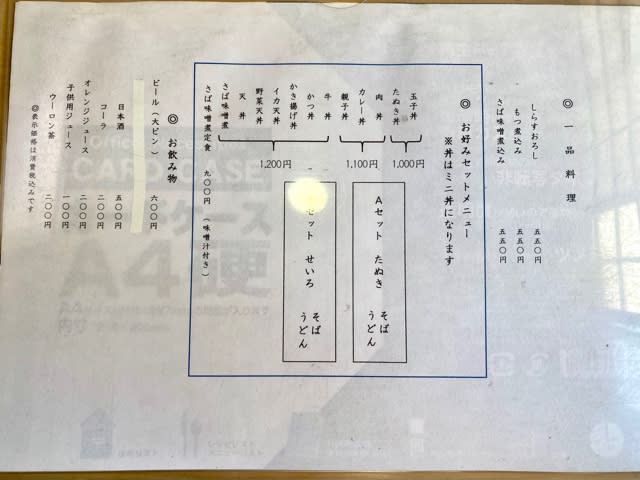 ◎ 一品料理
しらすおろし 五五〇円
もつ煮込み 五五〇円
さば味噌煮込み 五五〇円
◎ お好みセットメニュー
※丼はミニ丼になります
玉子丼
たぬき丼
1,000円
肉丼
カレー丼
親子丼
1,100円
牛丼
かつ丼
かき揚げ丼
イカ天丼
野菜天丼
天丼
さば味噌煮
1,200円
Aセット たぬき そば うどん
セット せいろ そば うどん
さば味噌煮定食 九〇〇円 (味噌汁付き)
◎ お飲み物
ビール(大ビン) 六〇〇円
日本酒 五〇〇円
コーラ 二〇〇円
オレンジジュース 二〇〇円
子供用ジュース 一〇〇円
ウーロン茶 二〇〇円
◎表示価格は消費税込みです